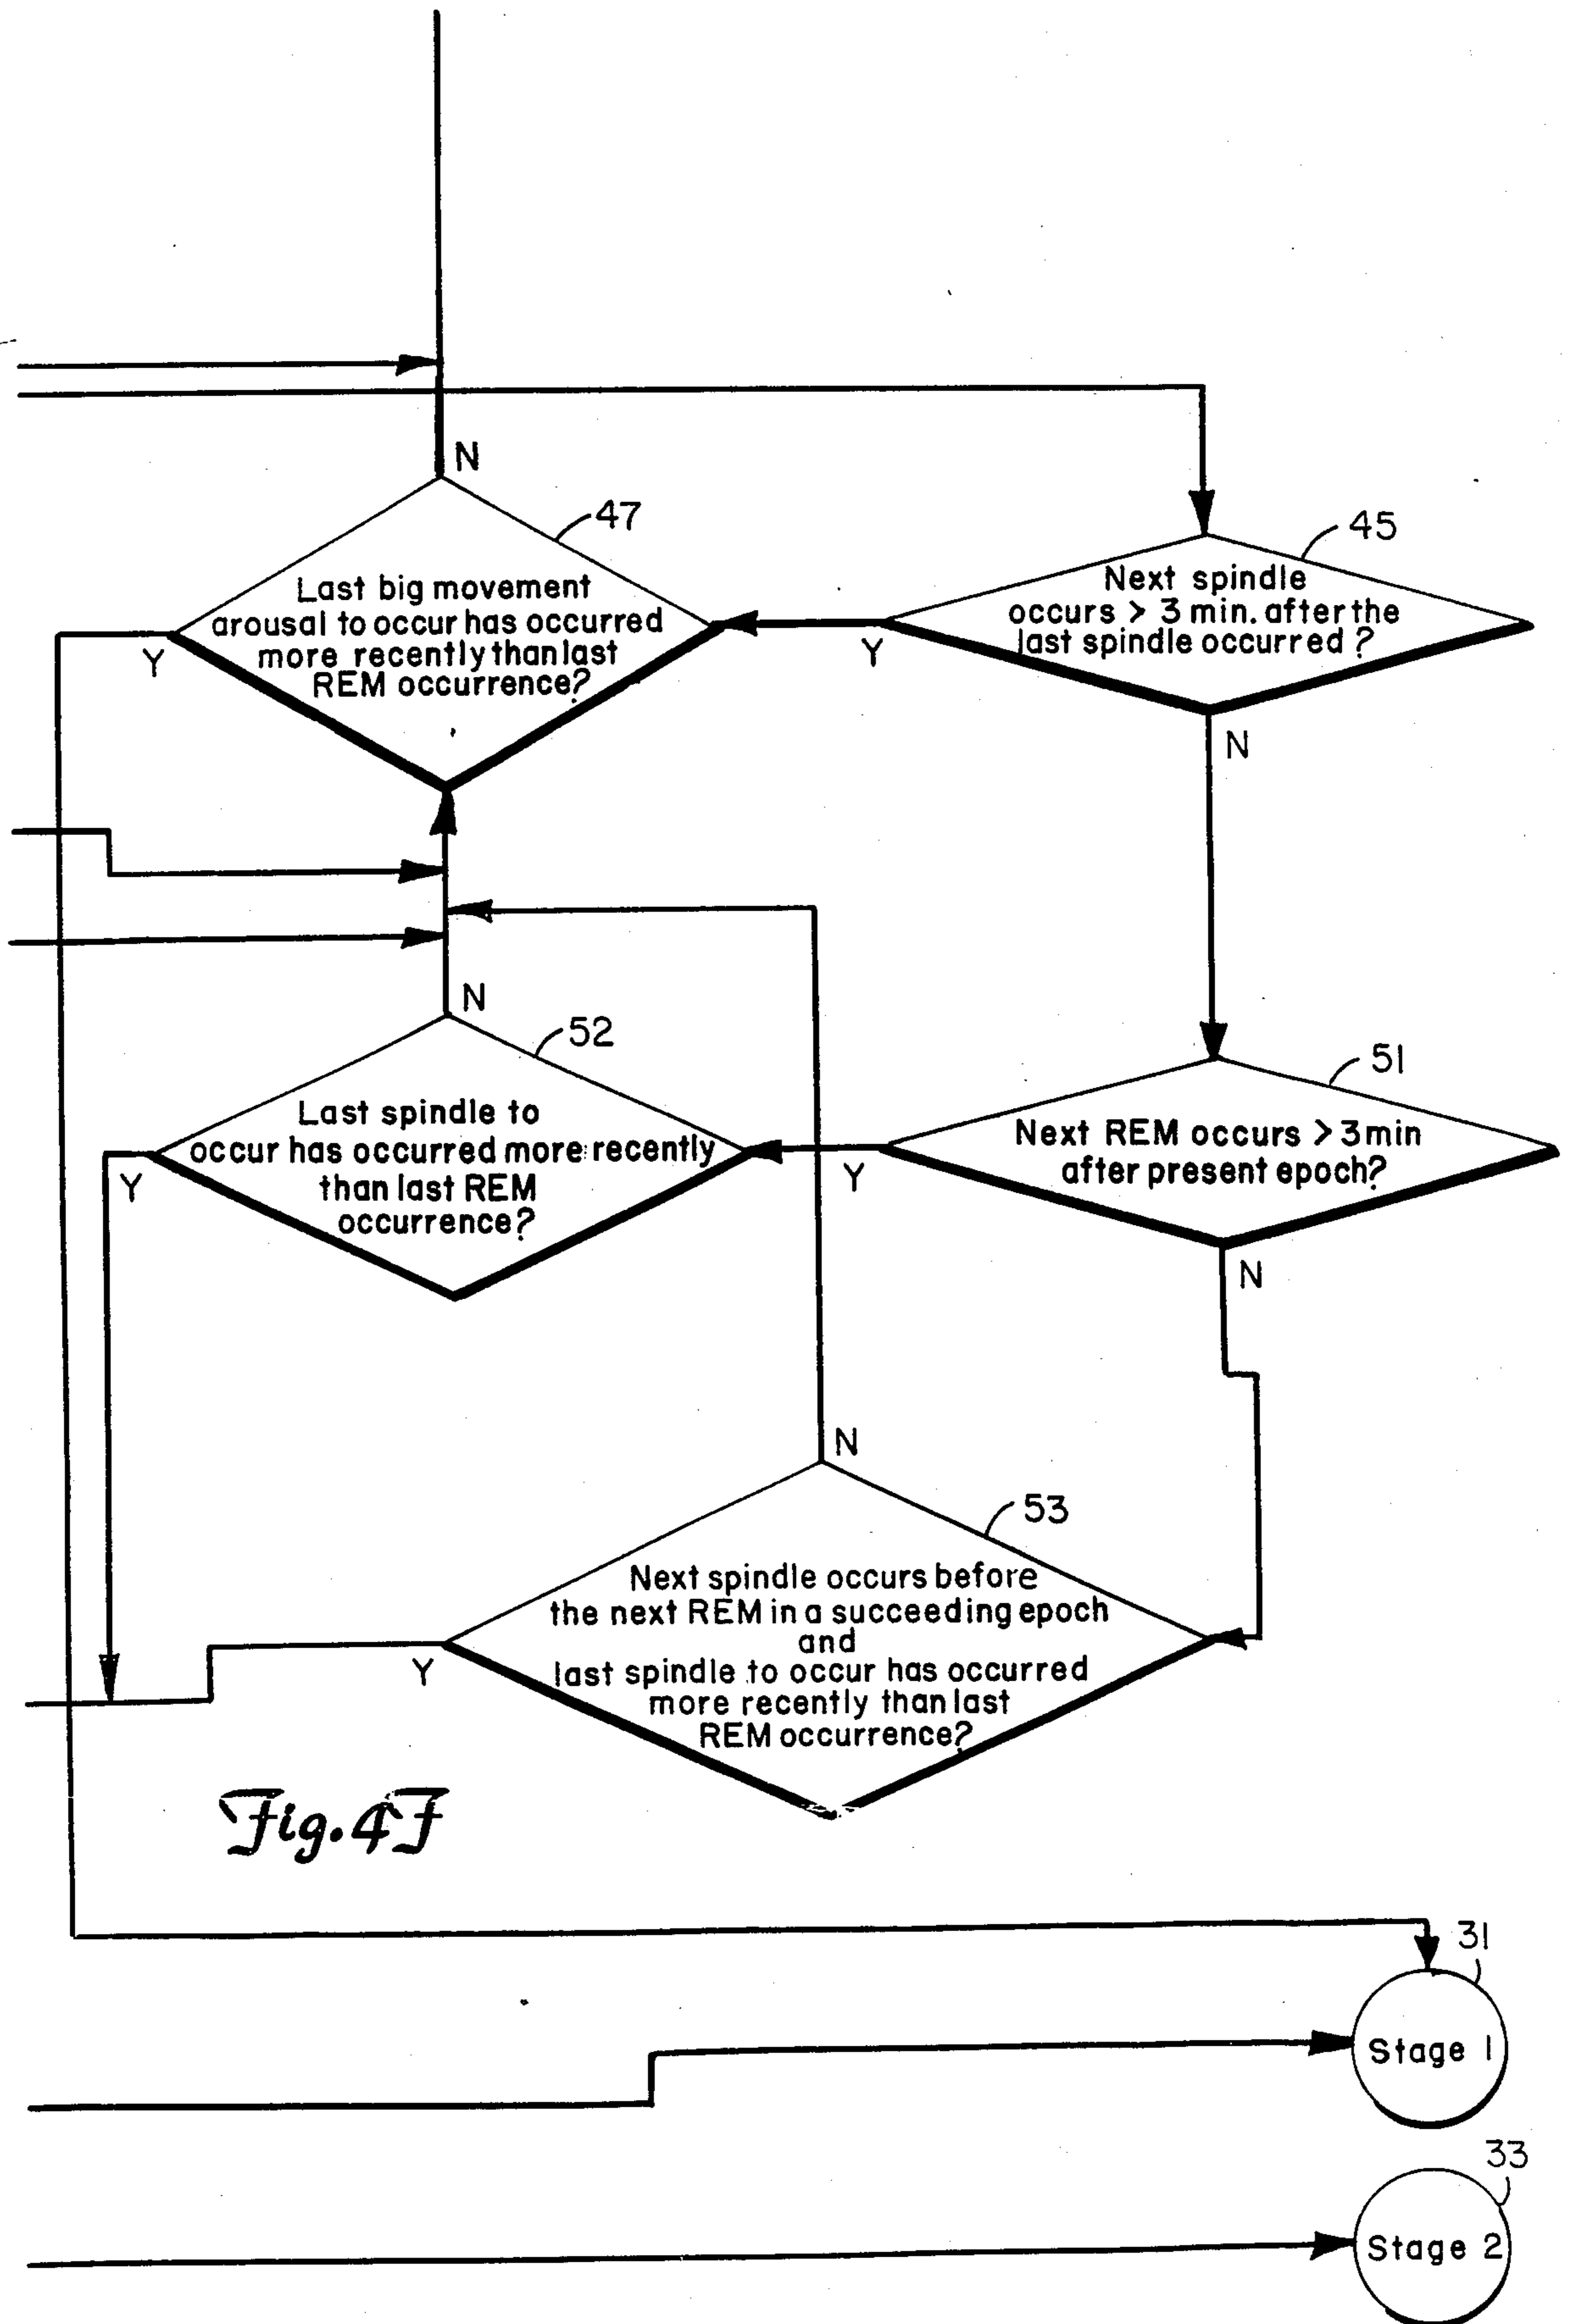 N
47
45
Last big movement
arousal to occur has occurred
more recently than last
REM occurrence?
Y
Next spindle
occurs > 3 min. after the
last spindle occurred ?
Y
N
N
52
51
Last spindle to
occur has occurred more recently
than last REM
occurrence?
Y
Next REM occurs > 3 min
after present epoch?
Y
N
N
53
Next spindle occurs before
the next REM in a succeeding epoch
and
last spindle to occur has occurred
more recently than last
REM occurrence?
Y
Fig. 4F
31
Stage 1
33
Stage 2